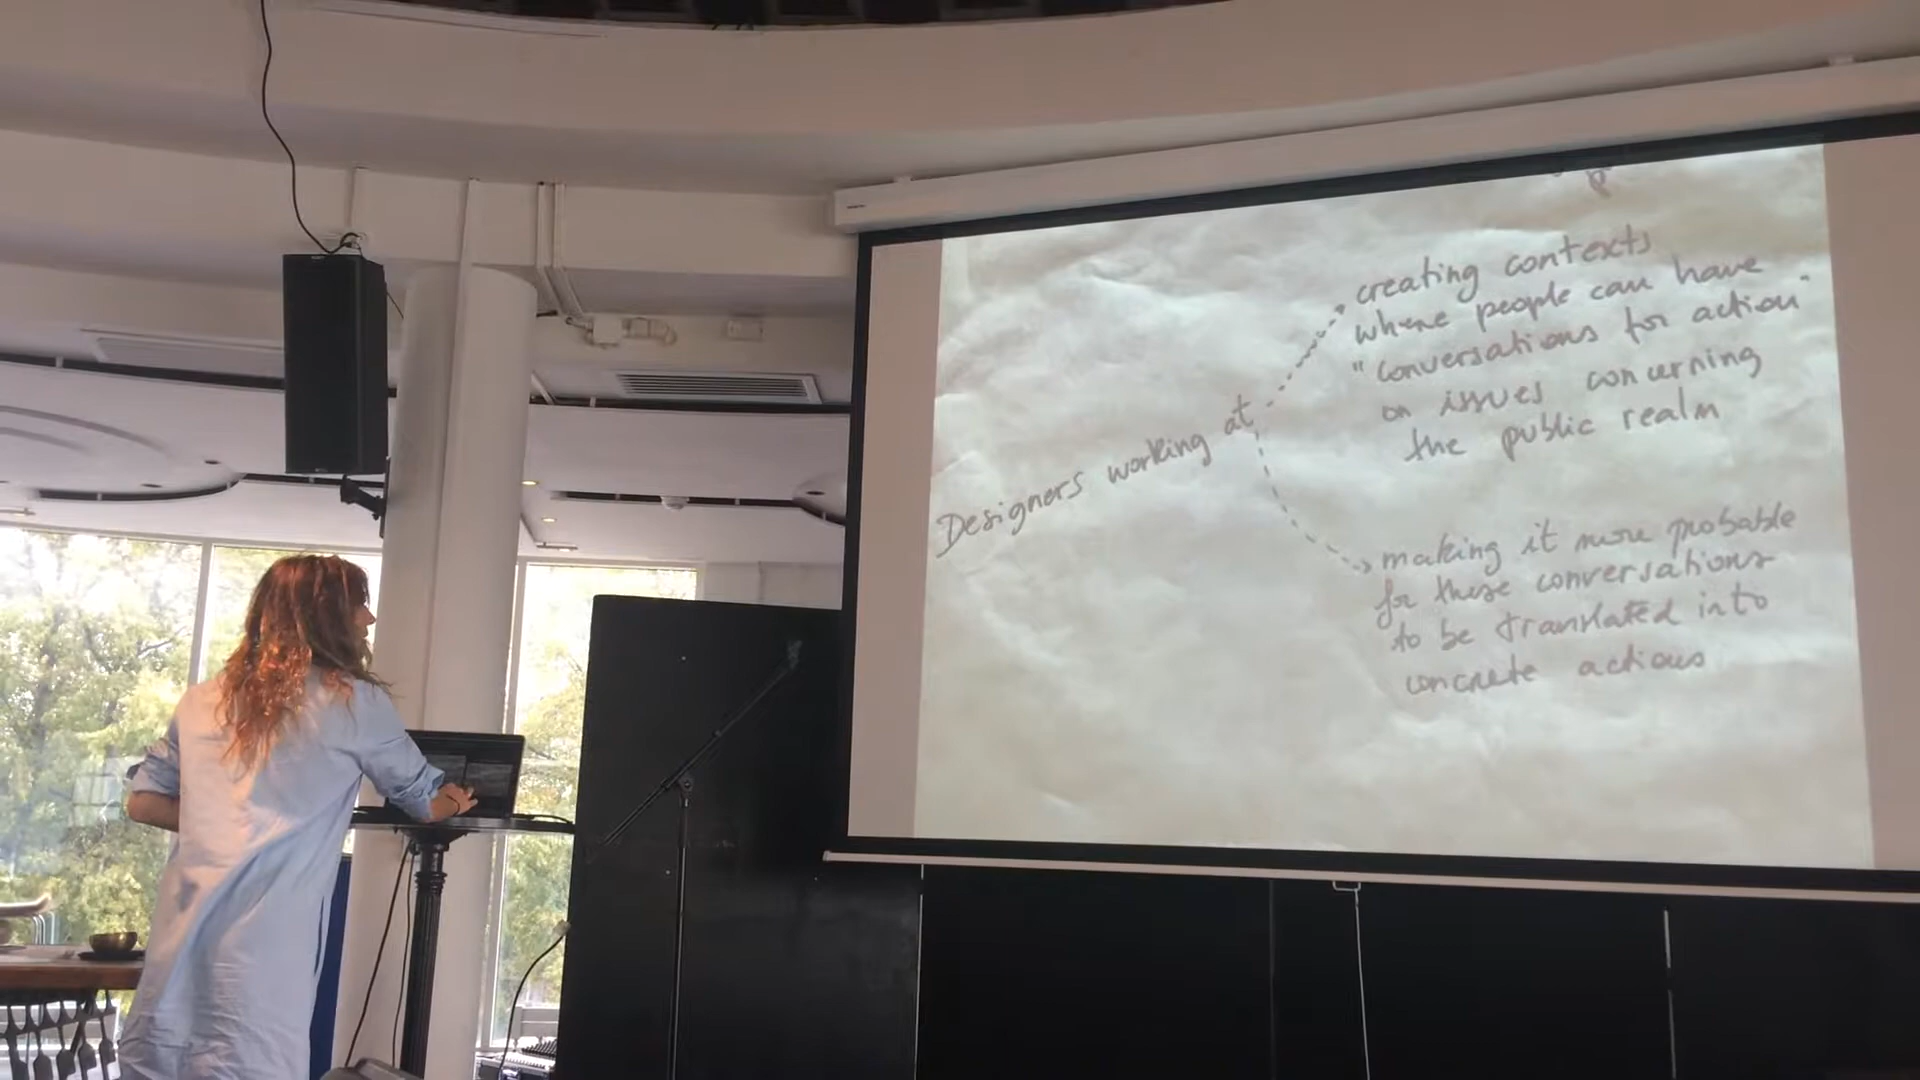 creating contexts
where people can have
"conversations for action"
on issues concerning
the public realm
Designers working at
making it more probable
for these conversations
to be translated into
concrete actions